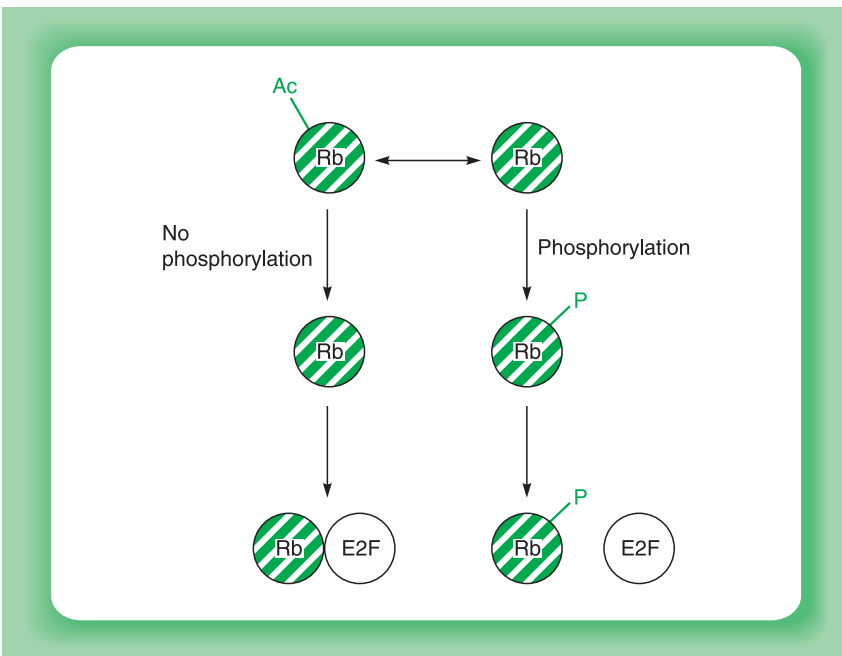 Ac
Rb
Rb
No
phosphorylation
Phosphorylation
P
Rb
Rb
P
Rb
E2F
Rb
E2F